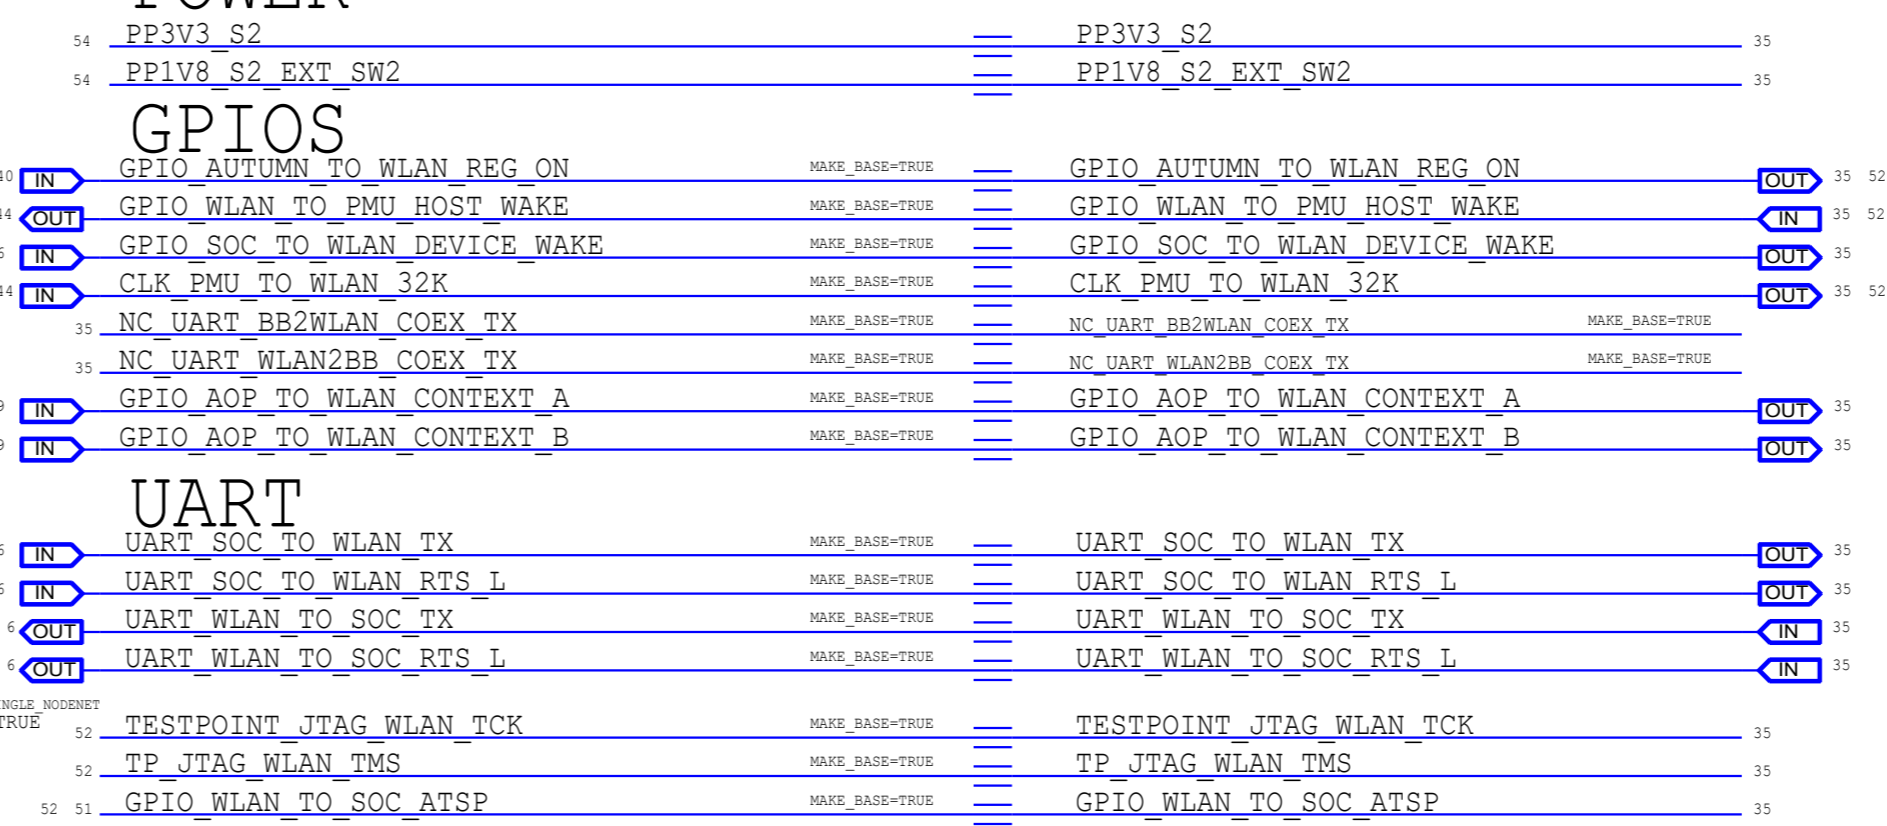 POWER
54 PP3V3_S2 PP3V3_S2 35
54 PP1V8_S2_EXT_SW2 PP1V8_S2_EXT_SW2 35
GPIOS
IN GPIO_AUTUMN_TO_WLAN_REG_ON MAKE_BASE=TRUE GPIO_AUTUMN_TO_WLAN_REG_ON OUT 35 52
OUT GPIO_WLAN_TO_PMU_HOST_WAKE MAKE_BASE=TRUE GPIO_WLAN_TO_PMU_HOST_WAKE IN 35 52
IN GPIO_SOC_TO_WLAN_DEVICE_WAKE MAKE_BASE=TRUE GPIO_SOC_TO_WLAN_DEVICE_WAKE OUT 35
IN CLK_PMU_TO_WLAN_32K MAKE_BASE=TRUE CLK_PMU_TO_WLAN_32K OUT 35 52
35 NC_UART_BB2WLAN_COEX_TX MAKE_BASE=TRUE NC_UART_BB2WLAN_COEX_TX MAKE_BASE=TRUE
35 NC_UART_WLAN2BB_COEX_TX MAKE_BASE=TRUE NC_UART_WLAN2BB_COEX_TX MAKE_BASE=TRUE
IN GPIO_AOP_TO_WLAN_CONTEXT_A MAKE_BASE=TRUE GPIO_AOP_TO_WLAN_CONTEXT_A OUT 35
IN GPIO_AOP_TO_WLAN_CONTEXT_B MAKE_BASE=TRUE GPIO_AOP_TO_WLAN_CONTEXT_B OUT 35
UART
IN UART_SOC_TO_WLAN_TX MAKE_BASE=TRUE UART_SOC_TO_WLAN_TX OUT 35
IN UART_SOC_TO_WLAN_RTS_L MAKE_BASE=TRUE UART_SOC_TO_WLAN_RTS_L OUT 35
6 OUT UART_WLAN_TO_SOC_TX MAKE_BASE=TRUE UART_WLAN_TO_SOC_TX IN 35
6 OUT UART_WLAN_TO_SOC_RTS_L MAKE_BASE=TRUE UART_WLAN_TO_SOC_RTS_L IN 35
NGLE_NODENET
TRUE 52 TESTPOINT_JTAG_WLAN_TCK MAKE_BASE=TRUE TESTPOINT_JTAG_WLAN_TCK 35
52 TP_JTAG_WLAN_TMS MAKE_BASE=TRUE TP_JTAG_WLAN_TMS 35
52 51 GPIO_WLAN_TO_SOC_ATSP MAKE_BASE=TRUE GPIO_WLAN_TO_SOC_ATSP 35